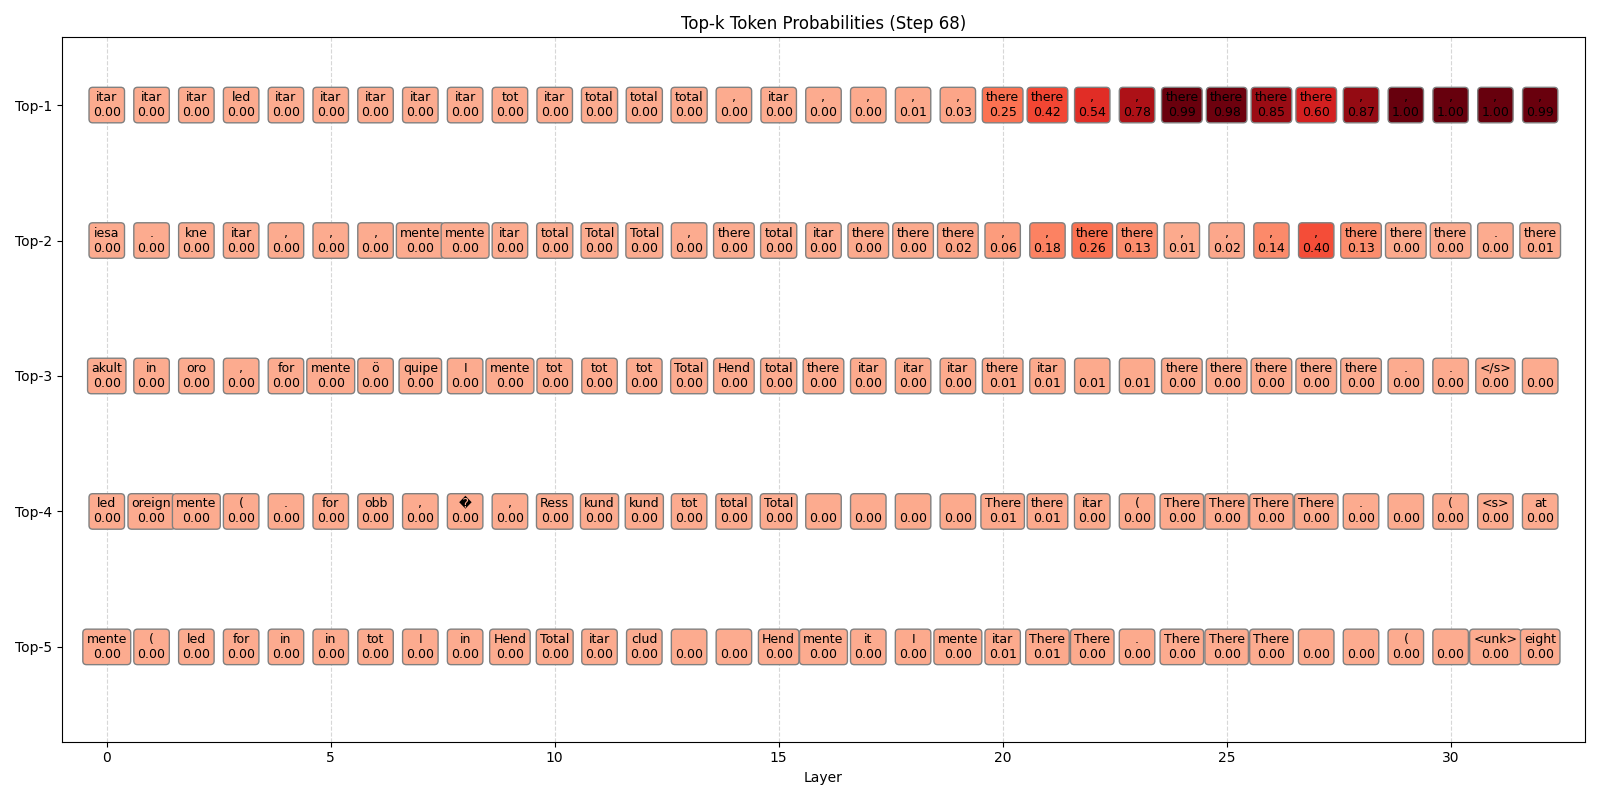 Top-k Token Probabilities (Step 68)
itar itar itar led itar itar itar itar itar tot itar total total total , itar , , , , there there , , there there there there , , , , ,
Top-1
0.00 0.00 0.00 0.00 0.00 0.00 0.00 0.00 0.00 0.00 0.00 0.00 0.00 0.00 0.00 0.00 0.00 0.00 0.01 0.03 0.25 0.42 0.54 0.78 0.99 0.98 0.85 0.60 0.87 1.00 1.00 1.00 0.99
iesa . kne itar , , , mente mente itar total Total Total , there total itar there there there , , there there , , , , there there there . there
Top-2
0.00 0.00 0.00 0.00 0.00 0.00 0.00 0.00 0.00 0.00 0.00 0.00 0.00 0.00 0.00 0.00 0.00 0.00 0.00 0.02 0.06 0.18 0.26 0.13 0.01 0.02 0.14 0.40 0.13 0.00 0.00 0.00 0.01
akult in oro , for mente ö quipe I mente tot tot tot Total Hend total there itar itar itar there itar there there there there there . . </s>
Top-3
0.00 0.00 0.00 0.00 0.00 0.00 0.00 0.00 0.00 0.00 0.00 0.00 0.00 0.00 0.00 0.00 0.00 0.00 0.00 0.00 0.01 0.01 0.01 0.01 0.00 0.00 0.00 0.00 0.00 0.00 0.00 0.00 0.00
led oreign mente ( . for obb , � , Ress kund kund tot total Total There there itar ( There There There There . ( <s> at
Top-4
0.00 0.00 0.00 0.00 0.00 0.00 0.00 0.00 0.00 0.00 0.00 0.00 0.00 0.00 0.00 0.00 0.00 0.00 0.00 0.00 0.01 0.01 0.00 0.00 0.00 0.00 0.00 0.00 0.00 0.00 0.00 0.00 0.00
mente ( led for in in tot I in Hend Total itar clud Hend mente it I mente itar There There . There There There ( <unk> eight
Top-5
0.00 0.00 0.00 0.00 0.00 0.00 0.00 0.00 0.00 0.00 0.00 0.00 0.00 0.00 0.00 0.00 0.00 0.00 0.00 0.00 0.01 0.01 0.00 0.00 0.00 0.00 0.00 0.00 0.00 0.00 0.00 0.00 0.00
0 5 10 15 20 25 30
Layer